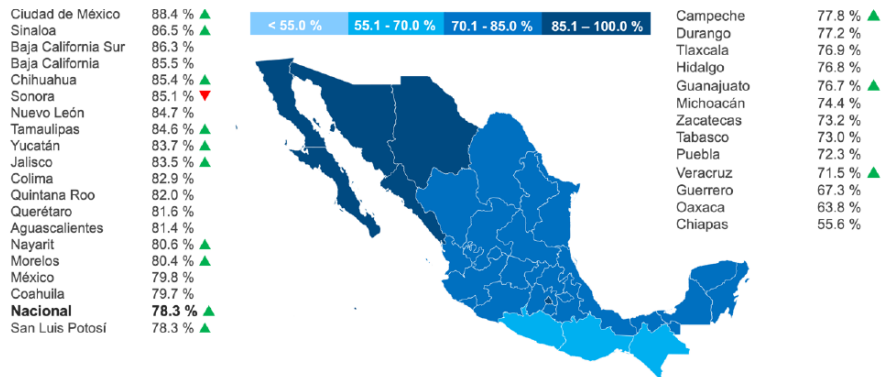 Ciudad de México 88.4 % ▲
Sinaloa 86.5 % ▲
Baja California Sur 86.3 %
Baja California 85.5 %
Chihuahua 85.4 % ▲
Sonora 85.1 % ▼
Nuevo León 84.7 %
Tamaulipas 84.6 % ▲
Yucatán 83.7 % ▲
Jalisco 83.5 % ▲
Colima 82.9 %
Quintana Roo 82.0 %
Querétaro 81.6 %
Aguascalientes 81.4 %
Nayarit 80.6 % ▲
Morelos 80.4 % ▲
México 79.8 %
Coahuila 79.7 %
Nacional 78.3 % ▲
San Luis Potosí 78.3 % ▲
< 55.0 % 55.1 - 70.0 % 70.1 - 85.0 % 85.1 – 100.0 %
Campeche 77.8 % ▲
Durango 77.2 %
Tlaxcala 76.9 %
Hidalgo 76.8 %
Guanajuato 76.7 % ▲
Michoacán 74.4 %
Zacatecas 73.2 %
Tabasco 73.0 %
Puebla 72.3 %
Veracruz 71.5 % ▲
Guerrero 67.3 %
Oaxaca 63.8 %
Chiapas 55.6 %